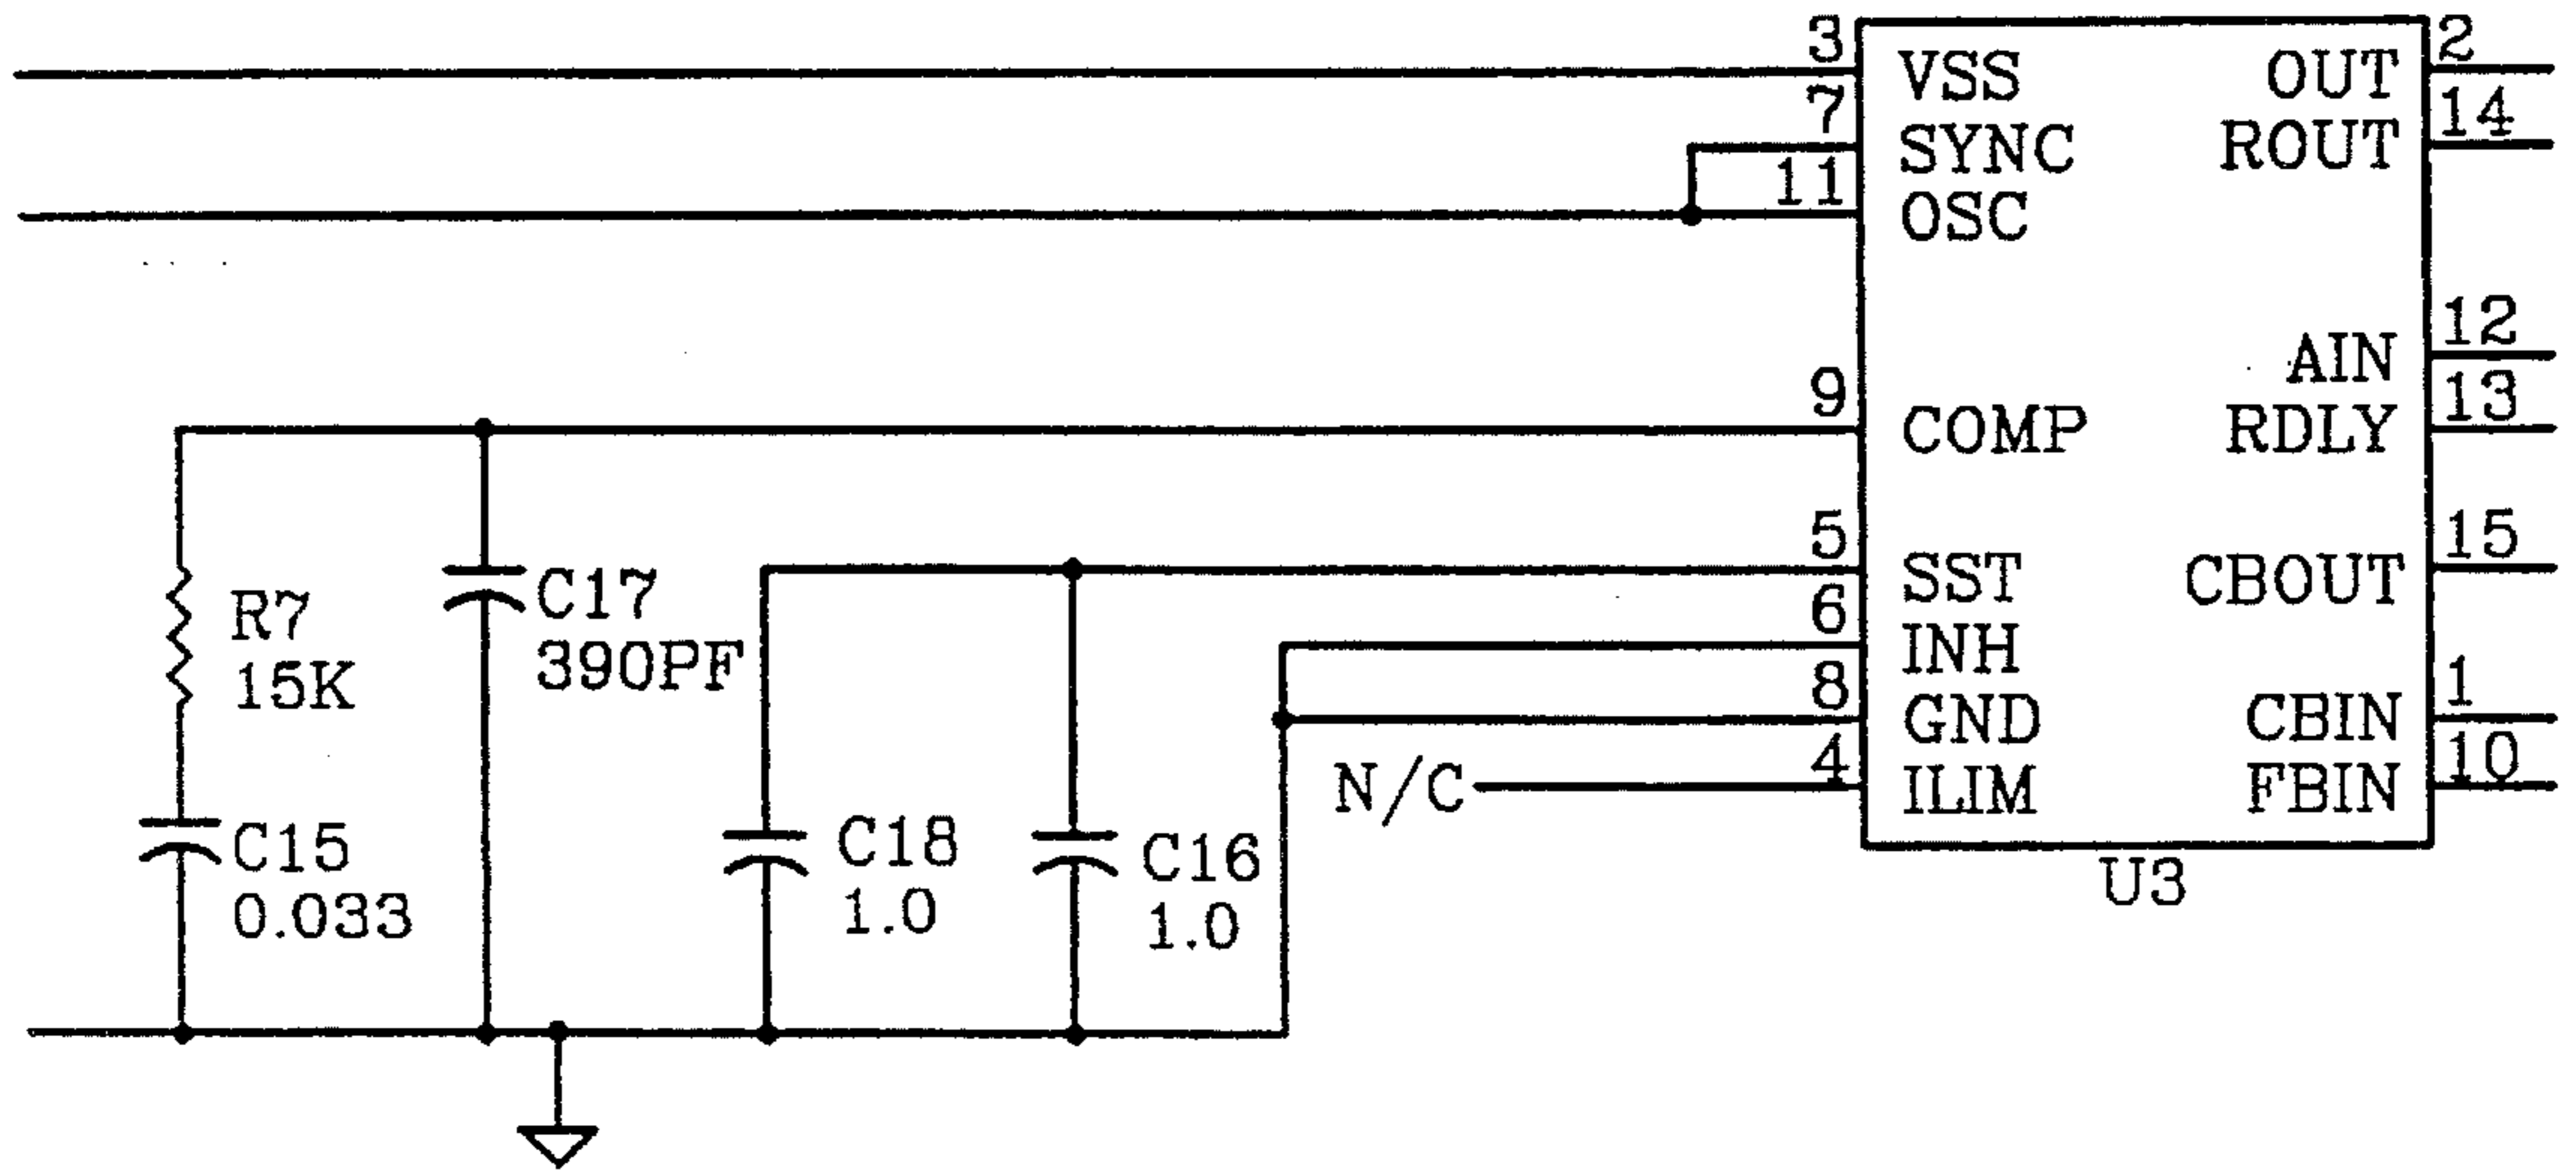 3
VSS
OUT
2
7
SYNC
ROUT
14
11
OSC
AIN
12
9
COMP
RDLY
13
5
SST
CBOUT
15
6
INH
8
GND
CBIN
1
N/C
4
ILIM
FBIN
10
U3
R7
15K
C17
390PF
C15
0.033
C18
1.0
C16
1.0